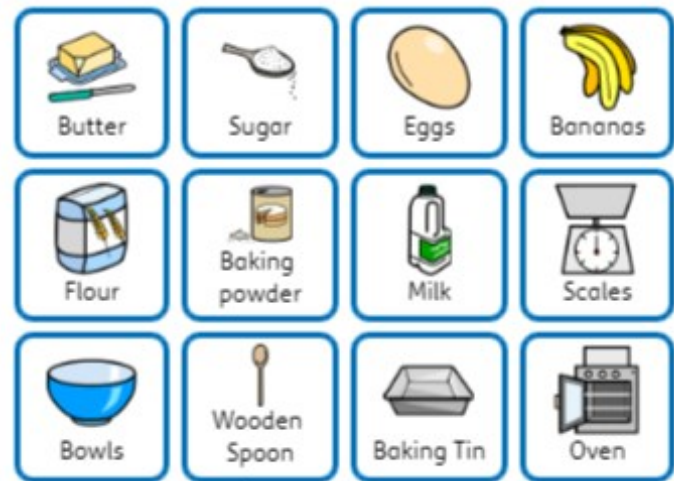 Butter
Sugar
Eggs
Bananas
Flour
Baking
powder
Milk
Scales
Bowls
Wooden
Spoon
Baking Tin
Oven